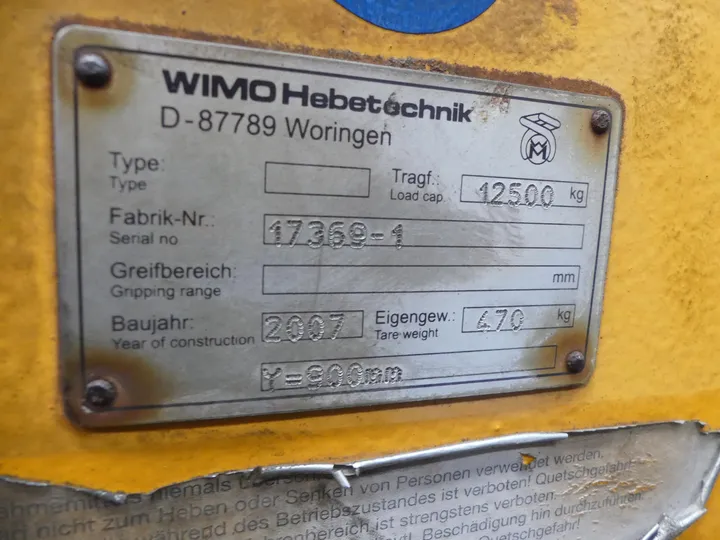 WIMO Hebetechnik
D-87789 Woringen
Type: Tragf.: 12500 kg
Type Load cap.
Fabrik-Nr.: 17369-1
Serial no
Greifbereich: mm
Gripping range
Baujahr: 2007 Eigengew.: 470 kg
Year of construction Tare weight
Y=800mm
niemals
nicht zum Heben oder Senken von Personen verwendet werden.
während des Betriebszustandes ist verboten! Quetschgefahr!
ist strengstens verboten.
Beschädigung hin durchzuführen.
Quetschgefahr!